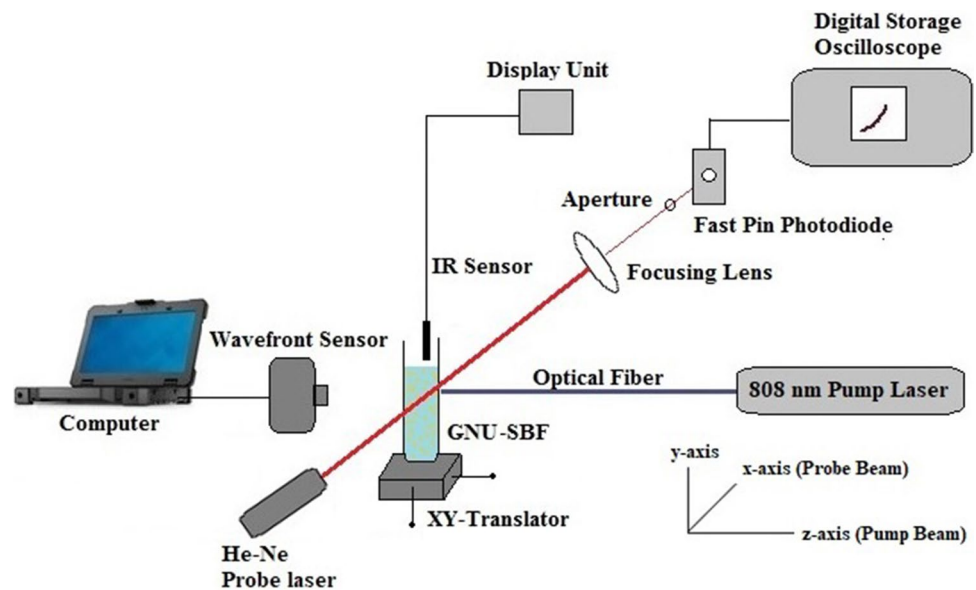 Digital Storage
Oscilloscope
Display Unit
Aperture
Fast Pin Photodiode
IR Sensor
Focusing Lens
Wavefront Sensor
Optical Fiber
808 nm Pump Laser
Computer
GNU-SBF
y-axis
x-axis (Probe Beam)
XY-Translator
z-axis (Pump Beam)
He-Ne
Probe laser